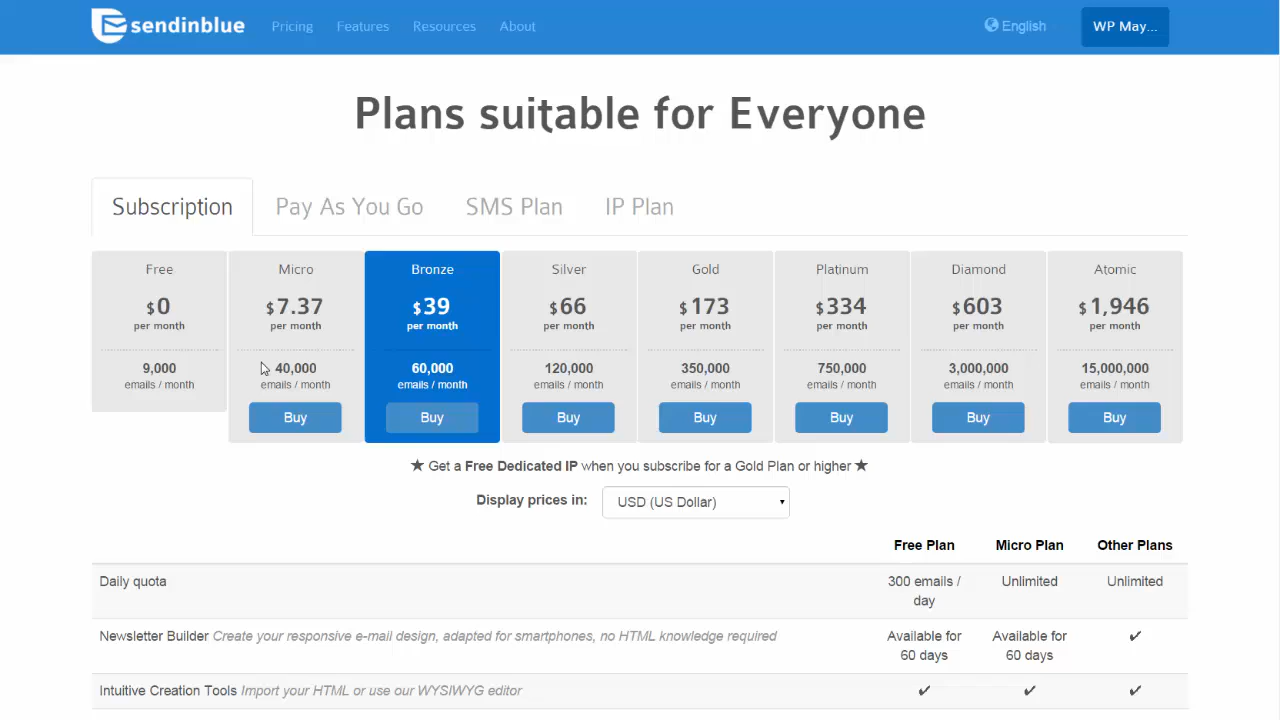 sendinblue Pricing Features Resources About English WP May...
Plans suitable for Everyone
Subscription Pay As You Go SMS Plan IP Plan
Free Micro Bronze Silver Gold Platinum Diamond Atomic
$0 $7.37 $39 $66 $173 $334 $603 $1,946
per month per month per month per month per month per month per month per month
9,000 40,000 60,000 120,000 350,000 750,000 3,000,000 15,000,000
emails / month emails / month emails / month emails / month emails / month emails / month emails / month emails / month
Buy Buy Buy Buy Buy Buy Buy
★ Get a Free Dedicated IP when you subscribe for a Gold Plan or higher ★
Display prices in: USD (US Dollar)
Free Plan Micro Plan Other Plans
Daily quota 300 emails / Unlimited Unlimited
day
Newsletter Builder Create your responsive e-mail design, adapted for smartphones, no HTML knowledge required Available for Available for ✔
60 days 60 days
Intuitive Creation Tools Import your HTML or use our WYSIWYG editor ✔ ✔ ✔